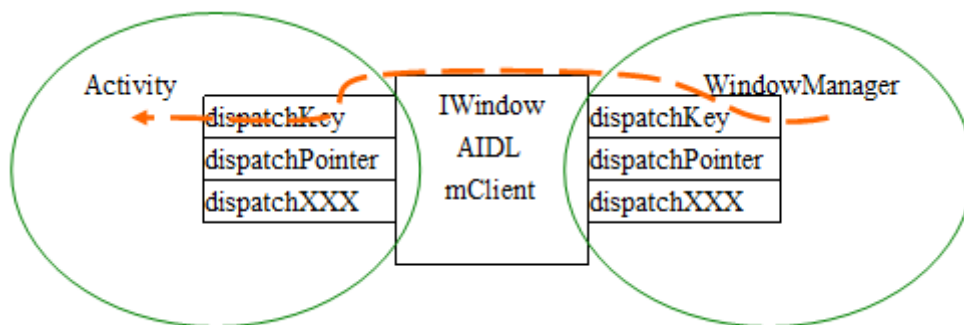 Activity
WindowManager
dispatchKey
dispatchPointer
dispatchXXX
IWindow
AIDL
mClient
dispatchKey
dispatchPointer
dispatchXXX